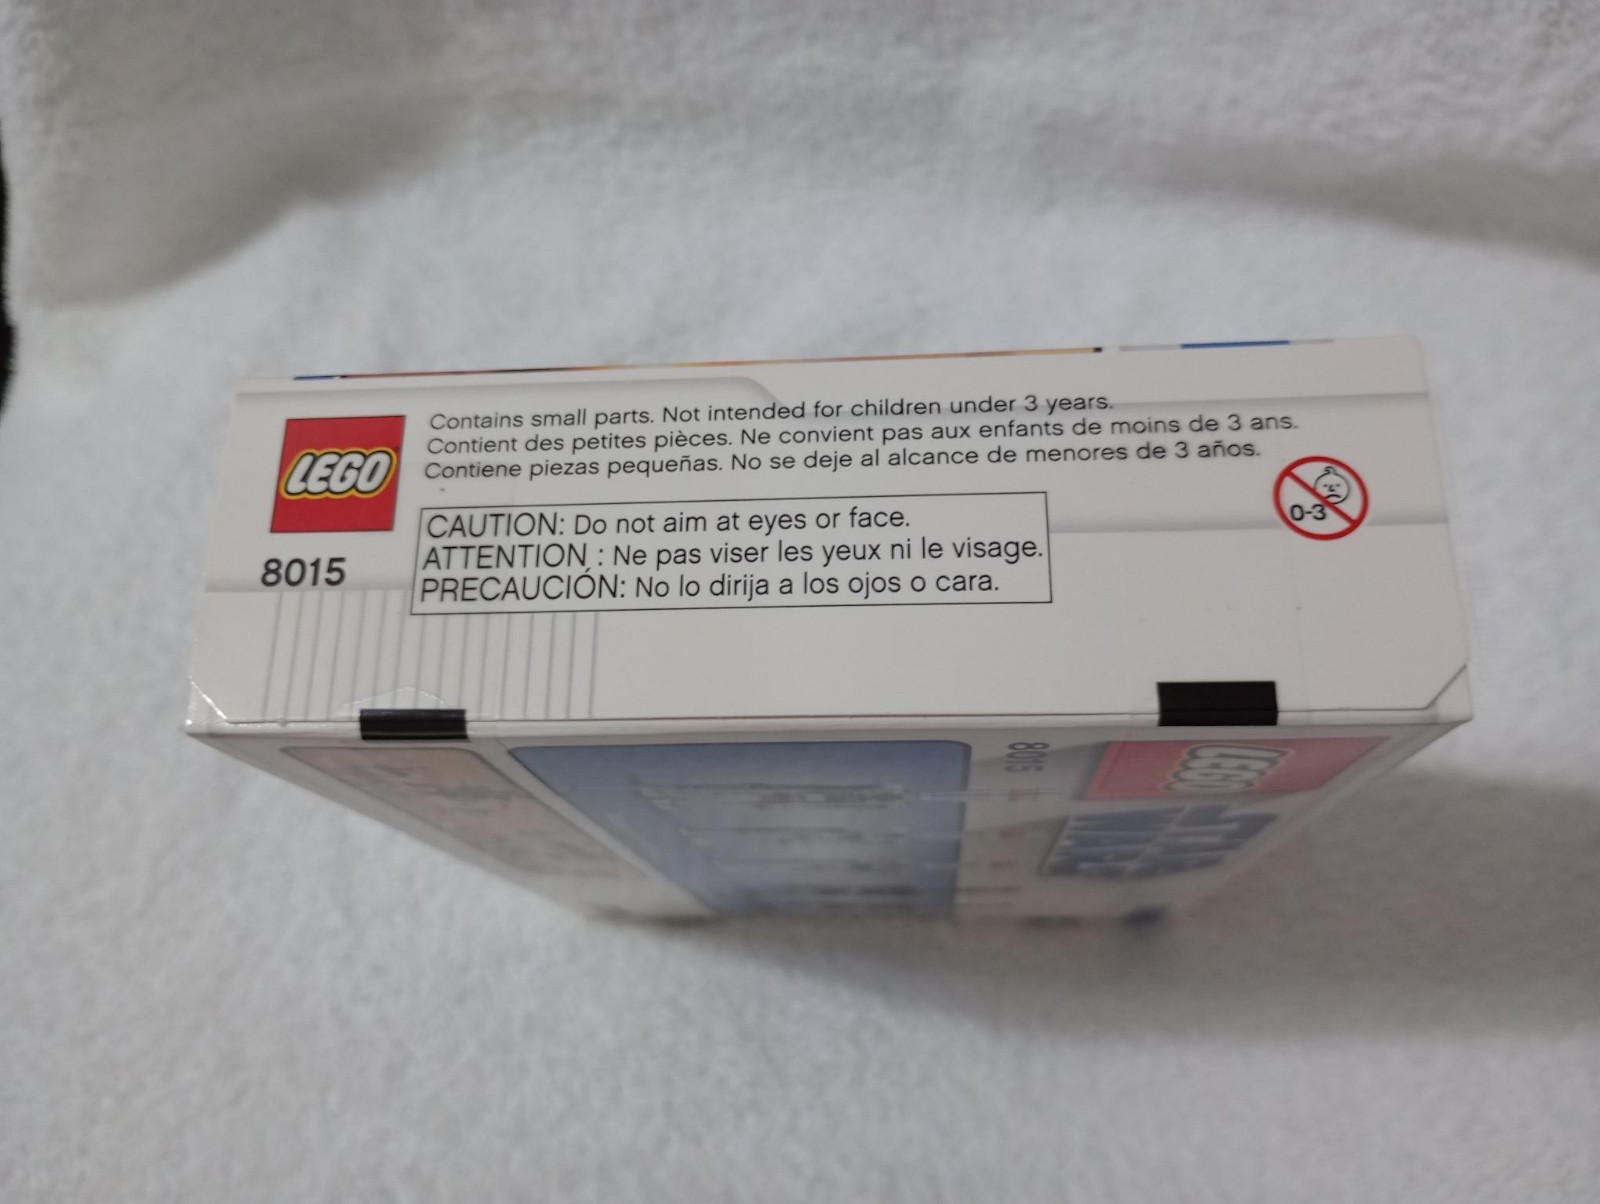 LEGO
8015
Contains small parts. Not intended for children under 3 years.
Contient des petites pièces. Ne convient pas aux enfants de moins de 3 ans.
Contiene piezas pequeñas. No se deje al alcance de menores de 3 años.
CAUTION: Do not aim at eyes or face.
ATTENTION : Ne pas viser les yeux ni le visage.
PRECAUCIÓN: No lo dirija a los ojos o cara.
0-3
8015
LEGO
STAR
WARS